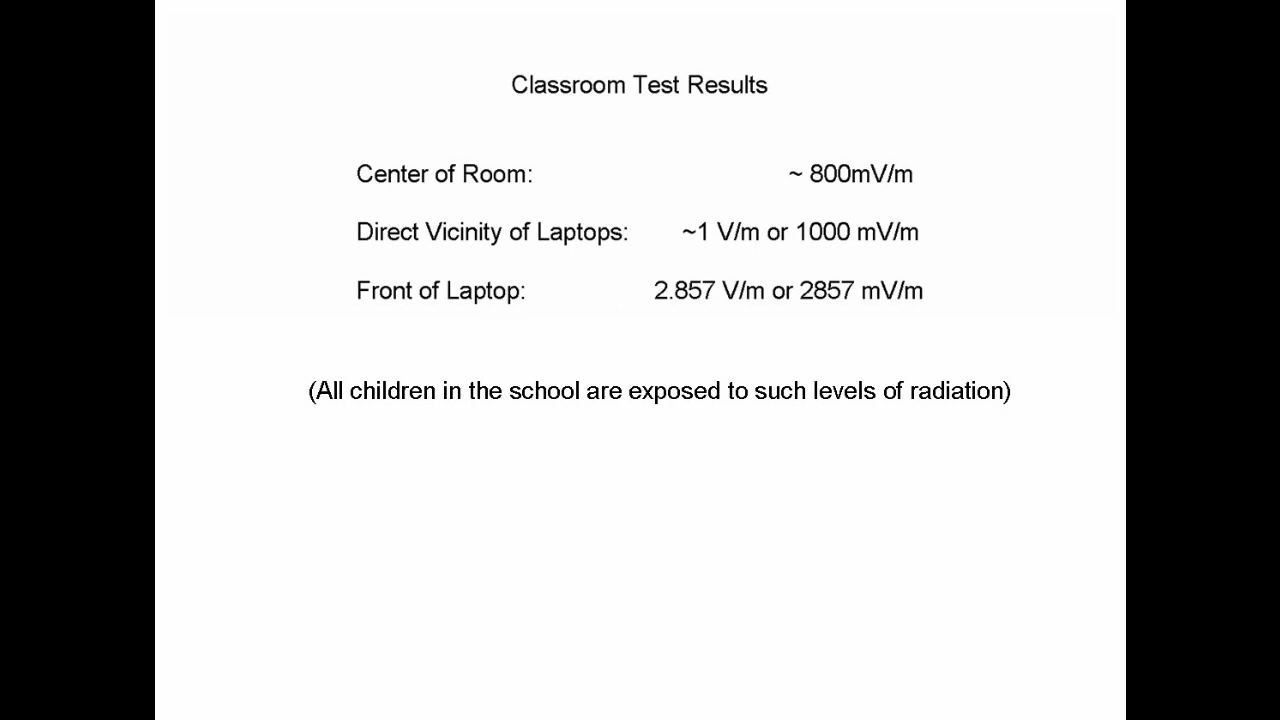 Classroom Test Results
Center of Room: ~ 800mV/m
Direct Vicinity of Laptops: ~1 V/m or 1000 mV/m
Front of Laptop: 2.857 V/m or 2857 mV/m
(All children in the school are exposed to such levels of radiation)